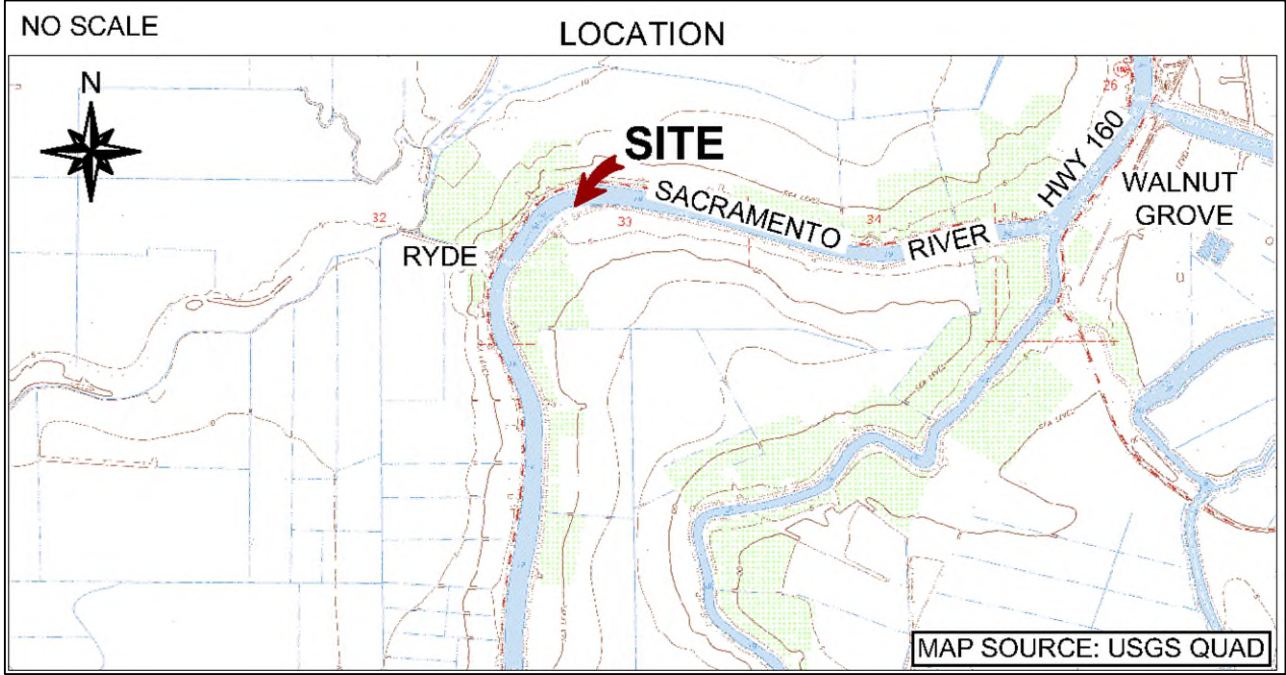 NO SCALE
LOCATION
N
26
HWY 160
SITE
WALNUT
GROVE
32
33
SACRAMENTO
34
RIVER
RYDE
MAP SOURCE: USGS QUAD